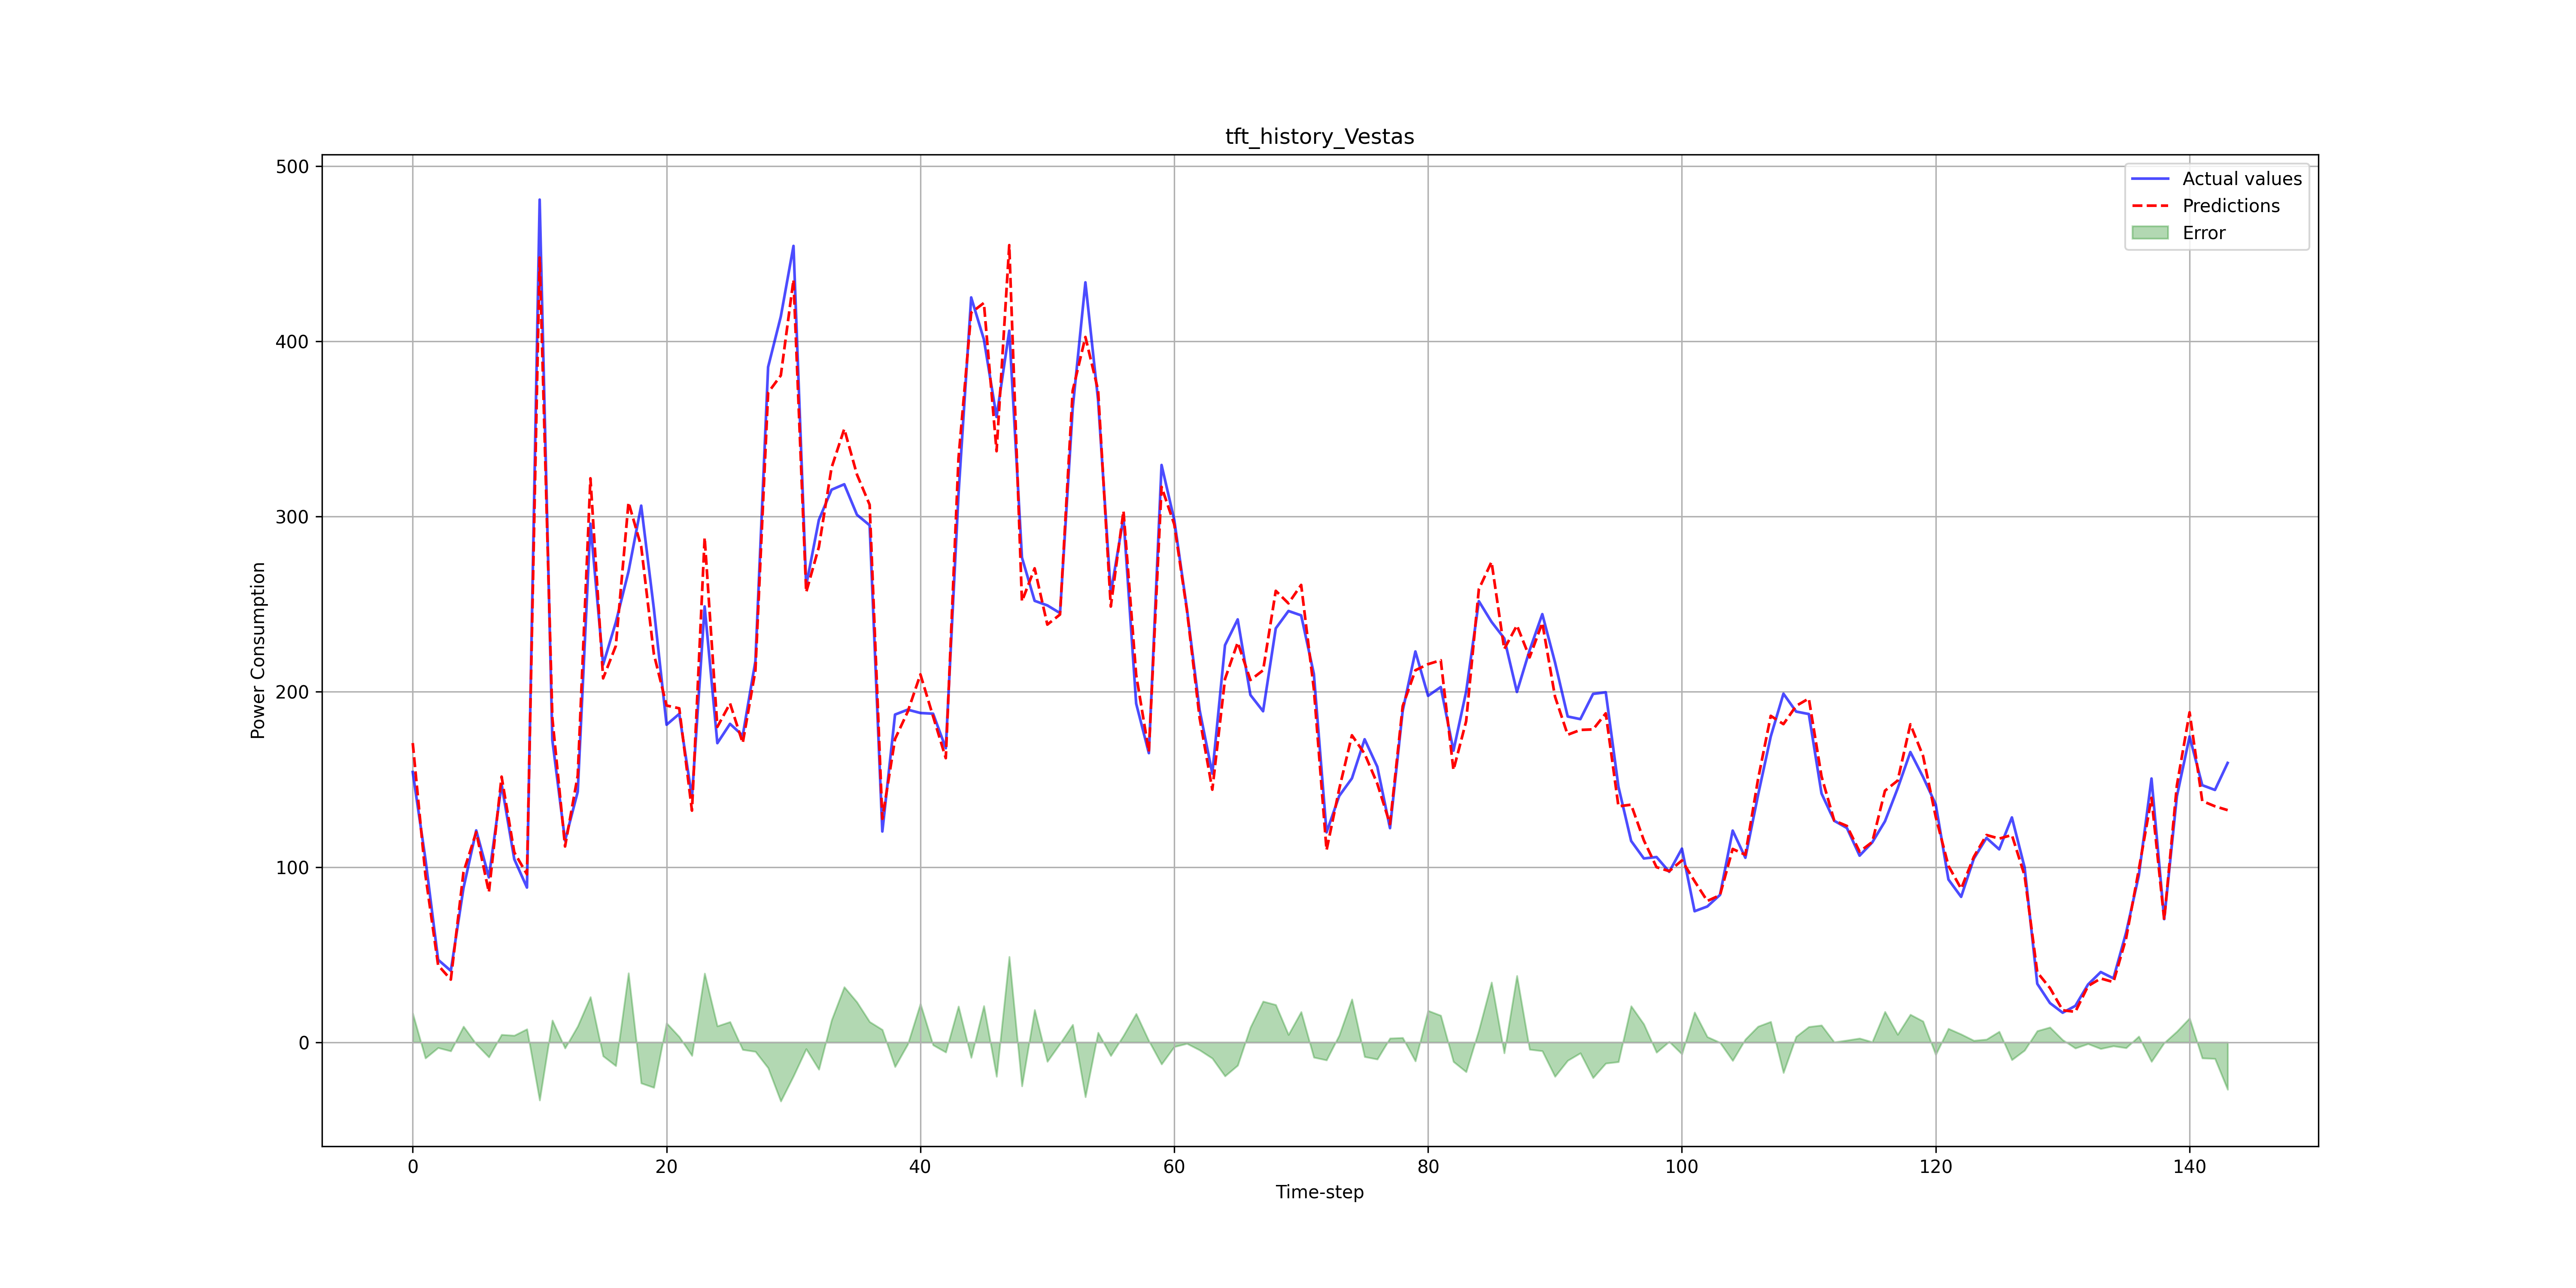 tft_history_Vestas
500
400
300
200
100
0
Power Consumption
Actual values
Predictions
Error
0 20 40 60 80 100 120 140
Time-step